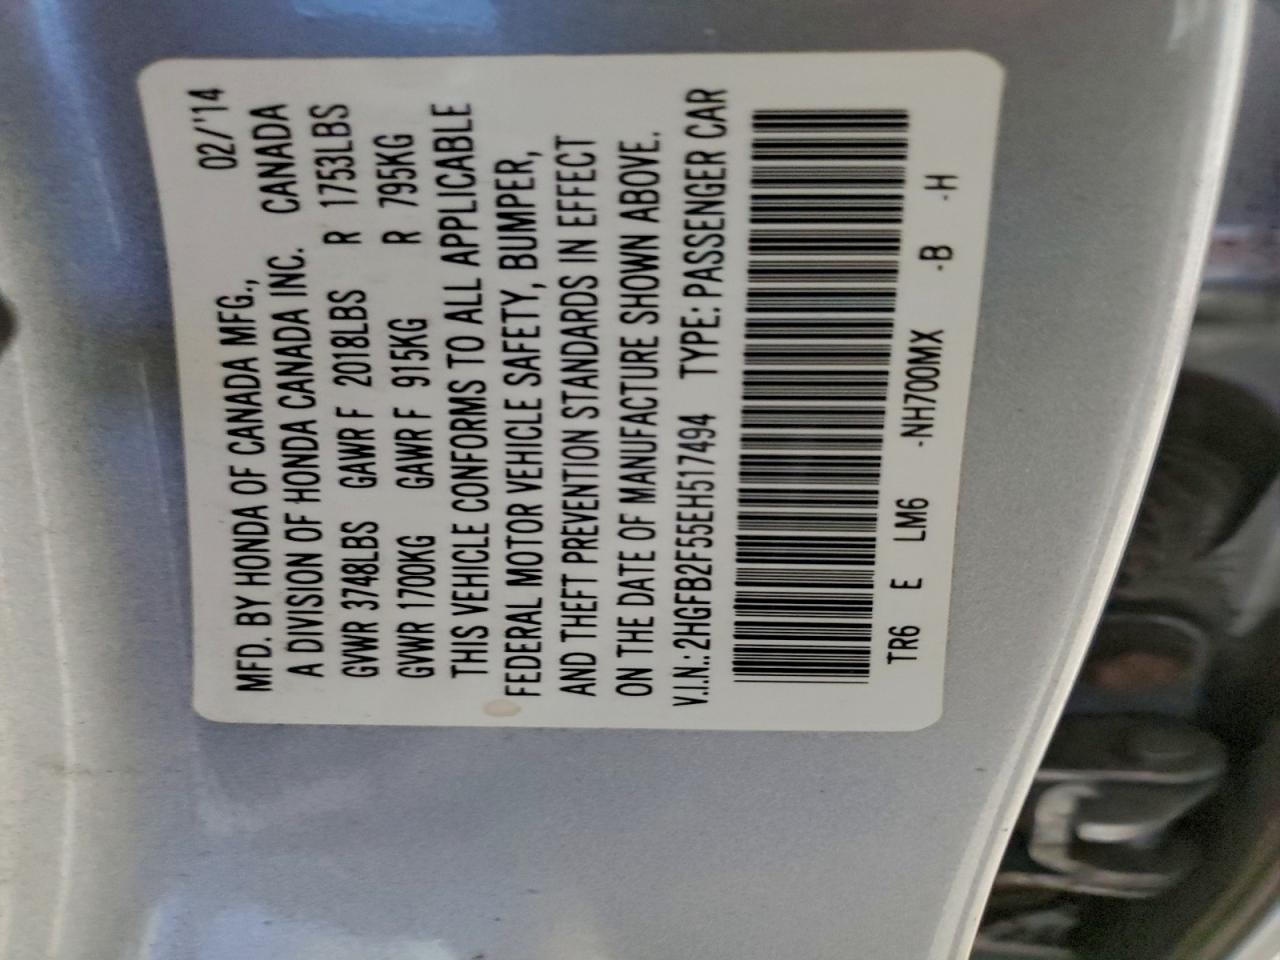 MFD. BY HONDA OF CANADA MFG., 02/'14
A DIVISION OF HONDA CANADA INC. CANADA
GVWR 3748LBS GAWR F 2018LBS R 1753LBS
GVWR 1700KG GAWR F 915KG R 795KG
THIS VEHICLE CONFORMS TO ALL APPLICABLE
FEDERAL MOTOR VEHICLE SAFETY, BUMPER,
AND THEFT PREVENTION STANDARDS IN EFFECT
ON THE DATE OF MANUFACTURE SHOWN ABOVE.
V.I.N.: 2HGFB2F55EH517494 TYPE: PASSENGER CAR
TR6 E LM6 -NH700MX -B -H